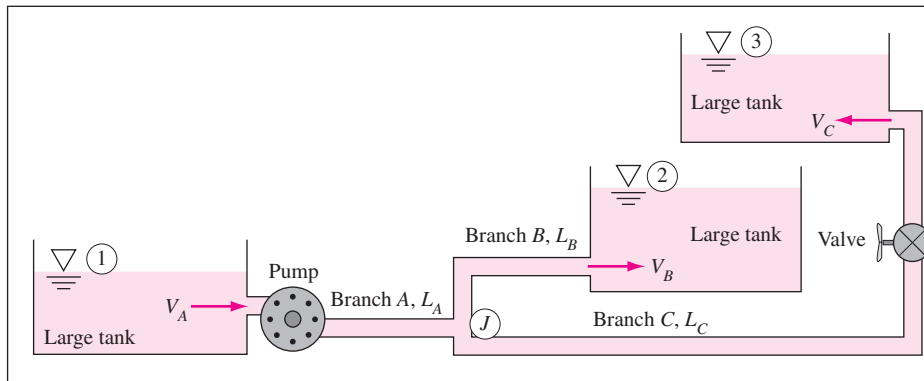 3
Large tank
V_C
2
Branch B, L_B
Large tank
Valve
V_B
1
Pump
Branch A, L_A
V_A
J
Branch C, L_C
Large tank